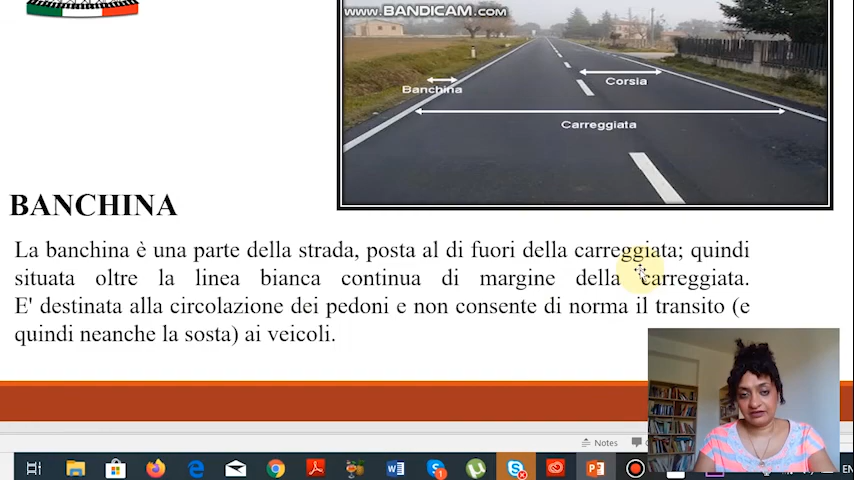 WWW.BANDICAM.COM
Banchina
Corsia
Carreggiata
BANCHINA
La banchina è una parte della strada, posta al di fuori della carreggiata; quindi
situata oltre la linea bianca continua di margine della carreggiata.
E' destinata alla circolazione dei pedoni e non consente di norma il transito (e
quindi neanche la sosta) ai veicoli.
Notes
EN